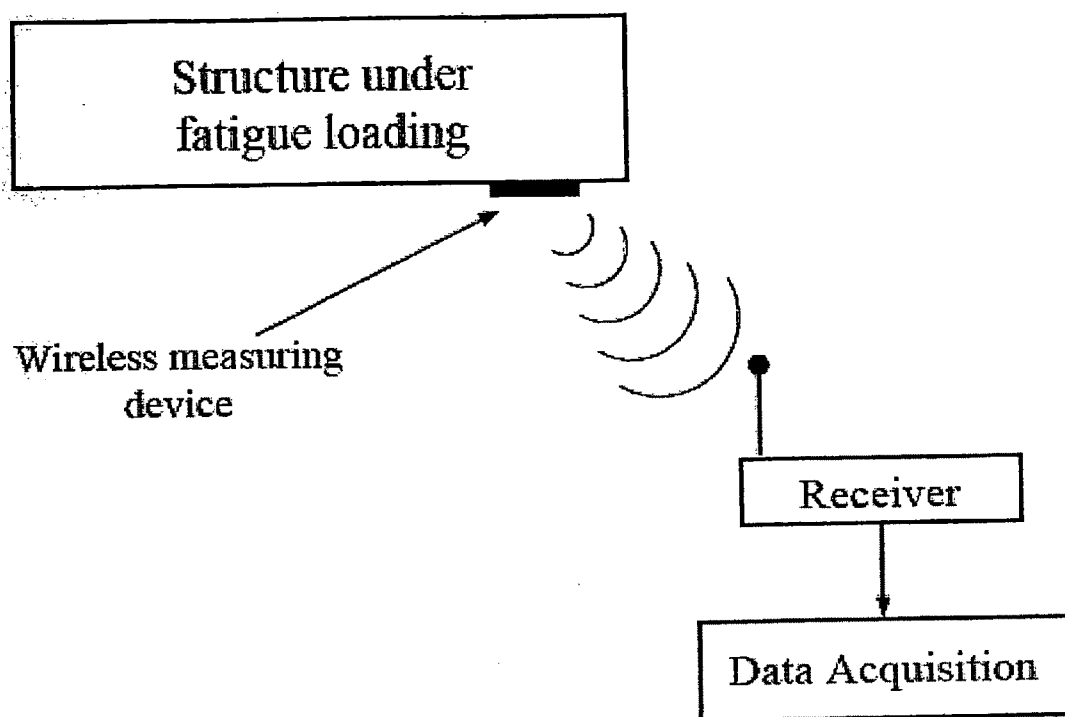 Structure under
fatigue loading
Wireless measuring
device
Receiver
Data Acquisition